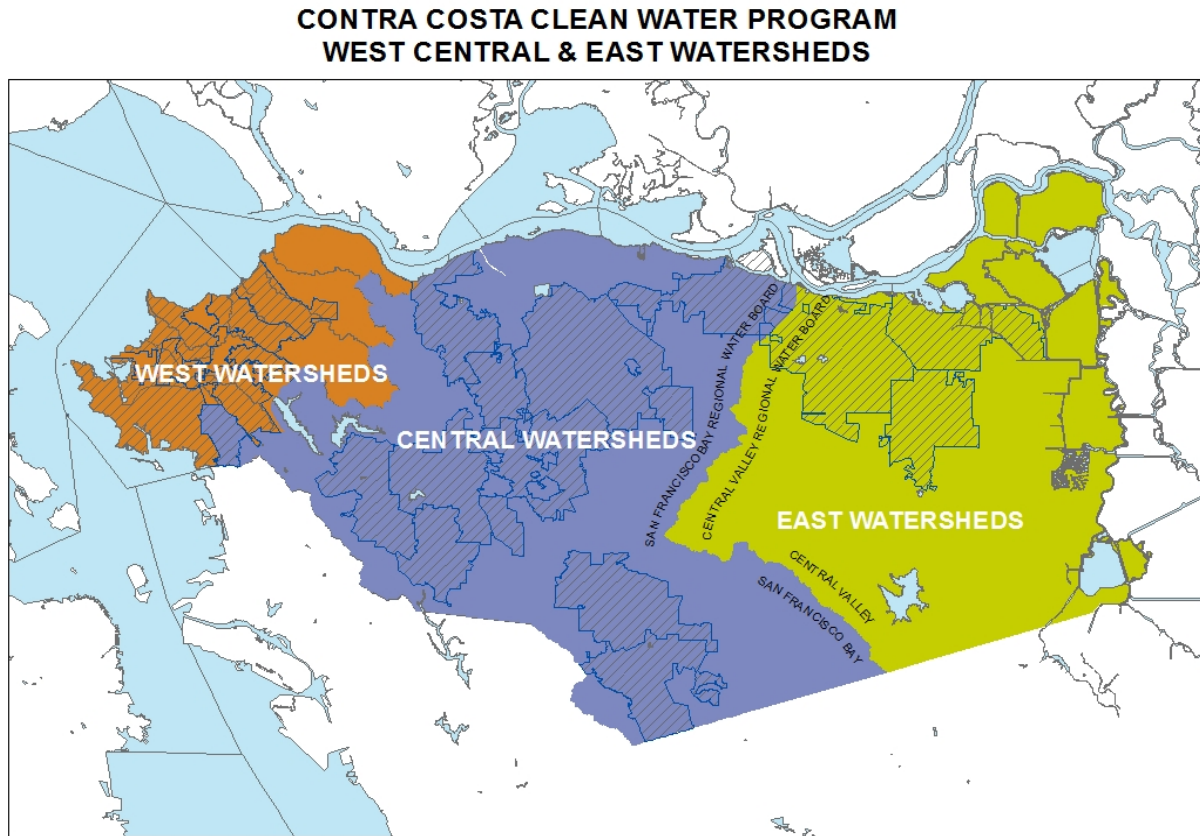 CONTRA COSTA CLEAN WATER PROGRAM
WEST CENTRAL & EAST WATERSHEDS
WEST WATERSHEDS
CENTRAL WATERSHEDS
SAN FRANCISCO BAY REGIONAL WATER BOARD
CENTRAL VALLEY REGIONAL WATER BOARD
EAST WATERSHEDS
CENTRAL VALLEY
SAN FRANCISCO BAY